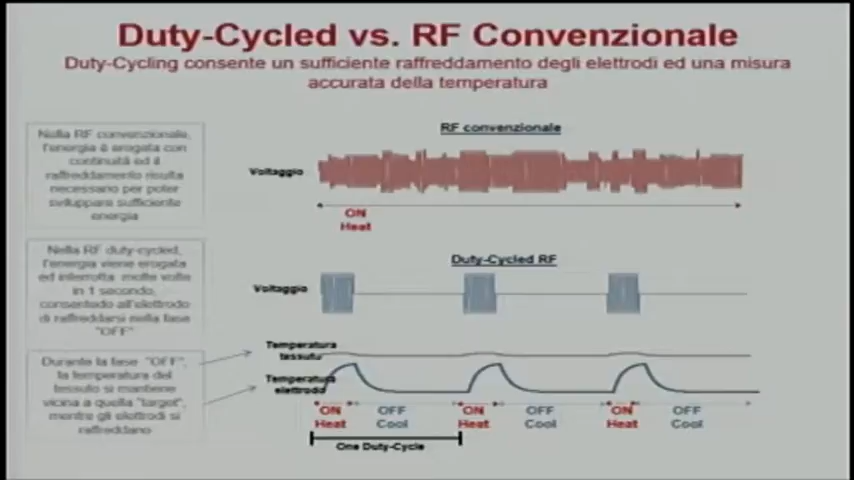 Duty-Cycled vs. RF Convenzionale
Duty-Cycling consente un sufficiente raffreddamento degli elettrodi ed una misura
accurata della temperatura
Nella RF convenzionale,
l'energia è erogata con
continuità ed il
raffreddamento risulta
necessario per poter
sviluppare sufficiente
energia
RF convenzionale
Voltaggio
ON
Heat
Nella RF duty-cycled,
l'energia viene erogata
ed interrotta molte volte
in 1 secondo,
consentedo all'elettrodo
di raffreddarsi nella fase
"OFF"
Duty-Cycled RF
Voltaggio
Durante la fase "OFF",
la temperatura del
tessuto si mantiene
vicina a quella "target",
mentre gli elettrodi si
raffreddano
Temperatura
tessuto
Temperatura
elettrodo
ON OFF ON OFF ON OFF
Heat Cool Heat Cool Heat Cool
One Duty-Cycle